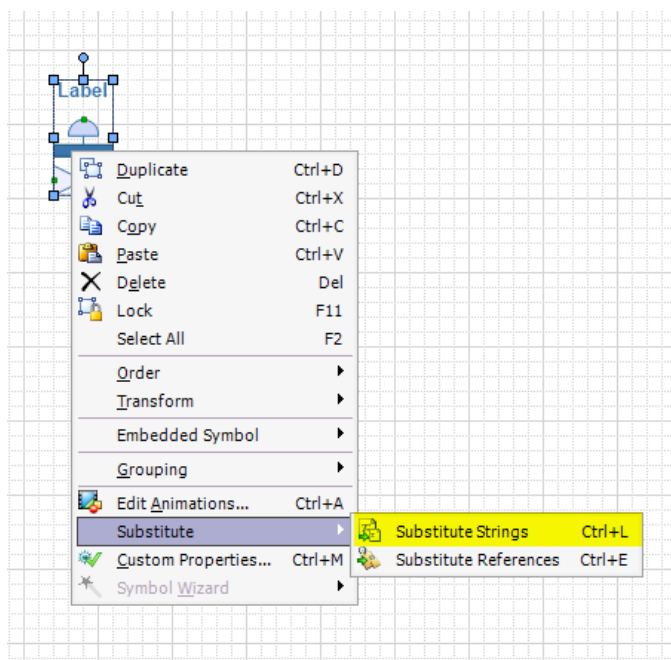 Label
Duplicate Ctrl+D
Cut Ctrl+X
Copy Ctrl+C
Paste Ctrl+V
Delete Del
Lock F11
Select All F2
Order
Transform
Embedded Symbol
Grouping
Edit Animations... Ctrl+A
Substitute
Substitute Strings Ctrl+L
Custom Properties... Ctrl+M
Substitute References Ctrl+E
Symbol Wizard